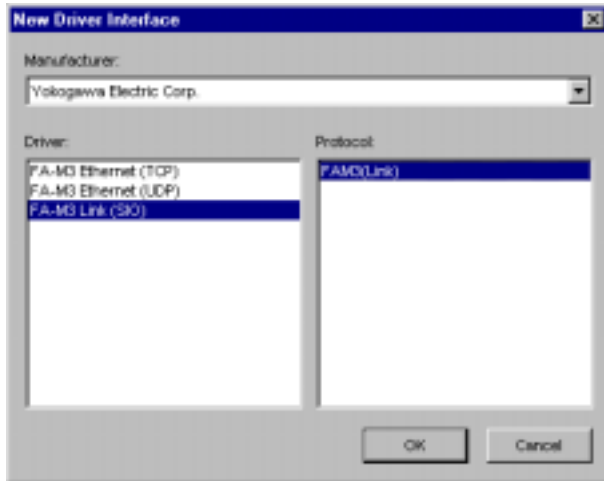 New Driver Interface
Manufacturer:
Yokogawa Electric Corp.
Driver:
Protocol:
FA-M3 Ethernet (TCP)
FA-M3 Ethernet (UDP)
FA-M3 Link (SIO)
FAM3(Link)
OK
Cancel